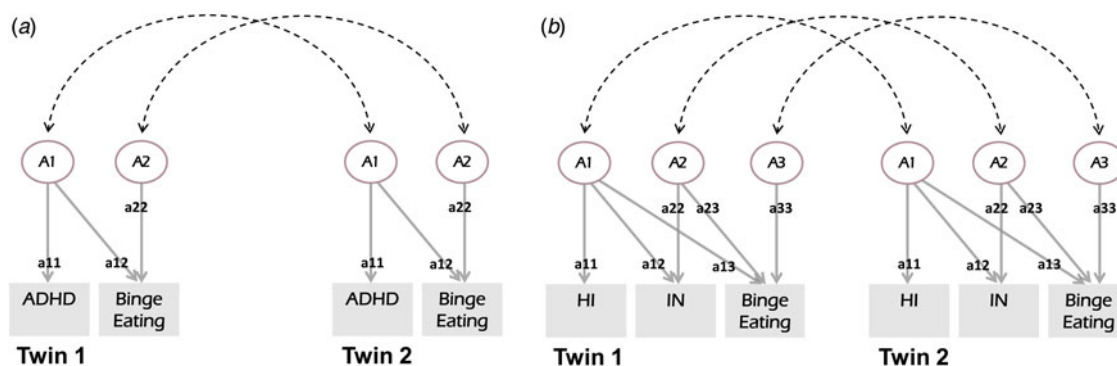 (a)
A1
A2
A1
A2
a22
a22
a11
a12
a11
a12
ADHD
Binge
Eating
ADHD
Binge
Eating
Twin 1
Twin 2
(b)
A1
A2
A3
A1
A2
A3
a22
a23
a33
a22
a23
a33
a11
a12
a13
a11
a12
a13
HI
IN
Binge
Eating
HI
IN
Binge
Eating
Twin 1
Twin 2